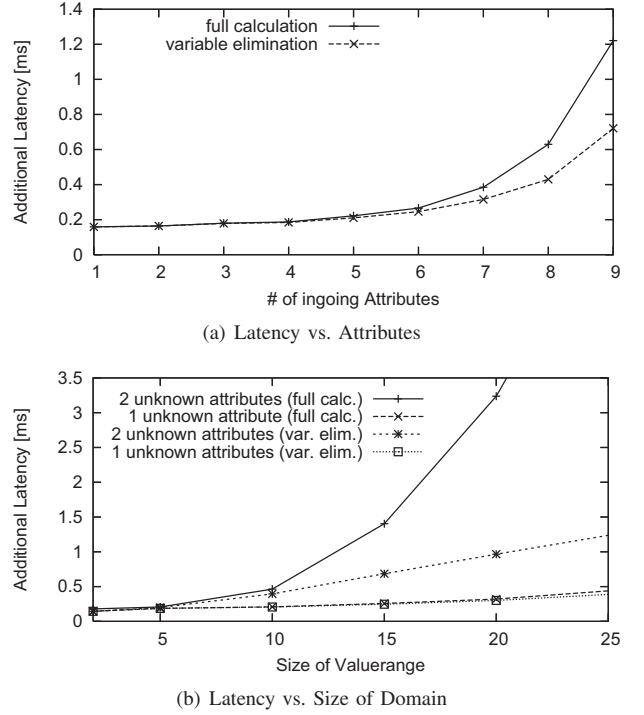 full calculation
variable elimination
Additional Latency [ms]
1.4
1.2
1
0.8
0.6
0.4
0.2
0
1 2 3 4 5 6 7 8 9
# of ingoing Attributes
(a) Latency vs. Attributes
2 unknown attributes (full calc.)
1 unknown attribute (full calc.)
2 unknown attributes (var. elim.)
1 unknown attributes (var. elim.)
Additional Latency [ms]
3.5
3
2.5
2
1.5
1
0.5
0
5 10 15 20 25
Size of Valuerange
(b) Latency vs. Size of Domain